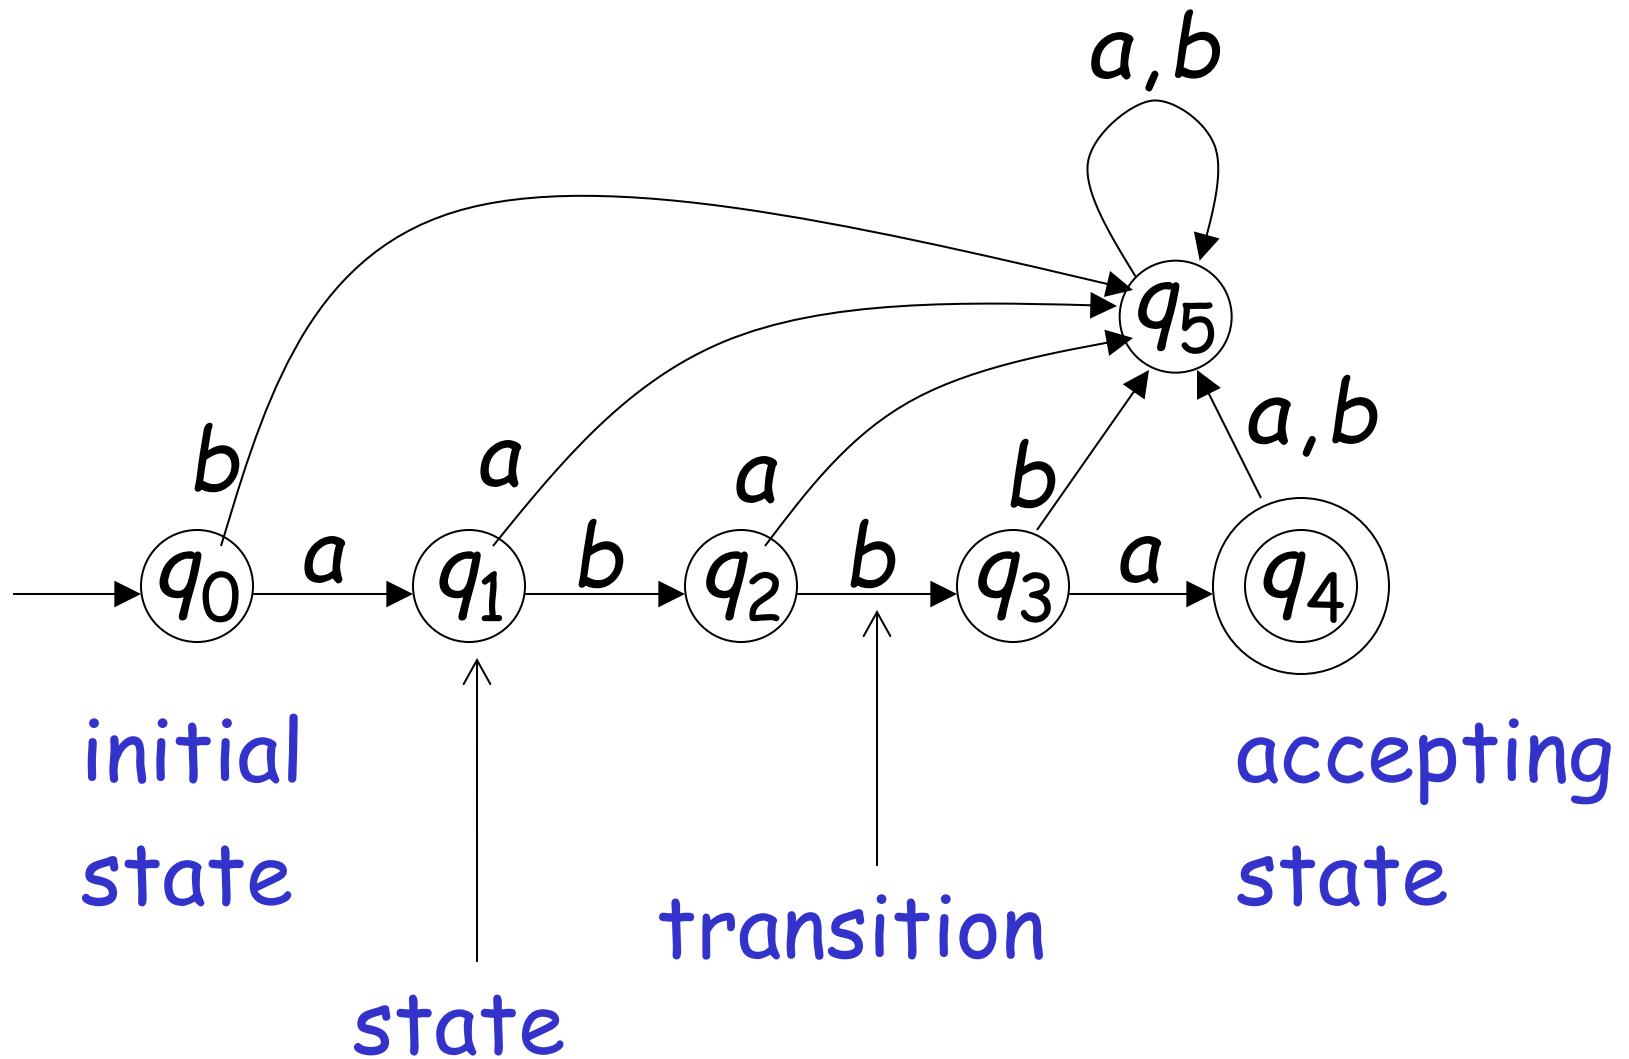 a,b
q5
b
a
a
b
a,b
q0
a
q1
b
q2
b
q3
a
q4
initial
state
accepting
state
transition
state